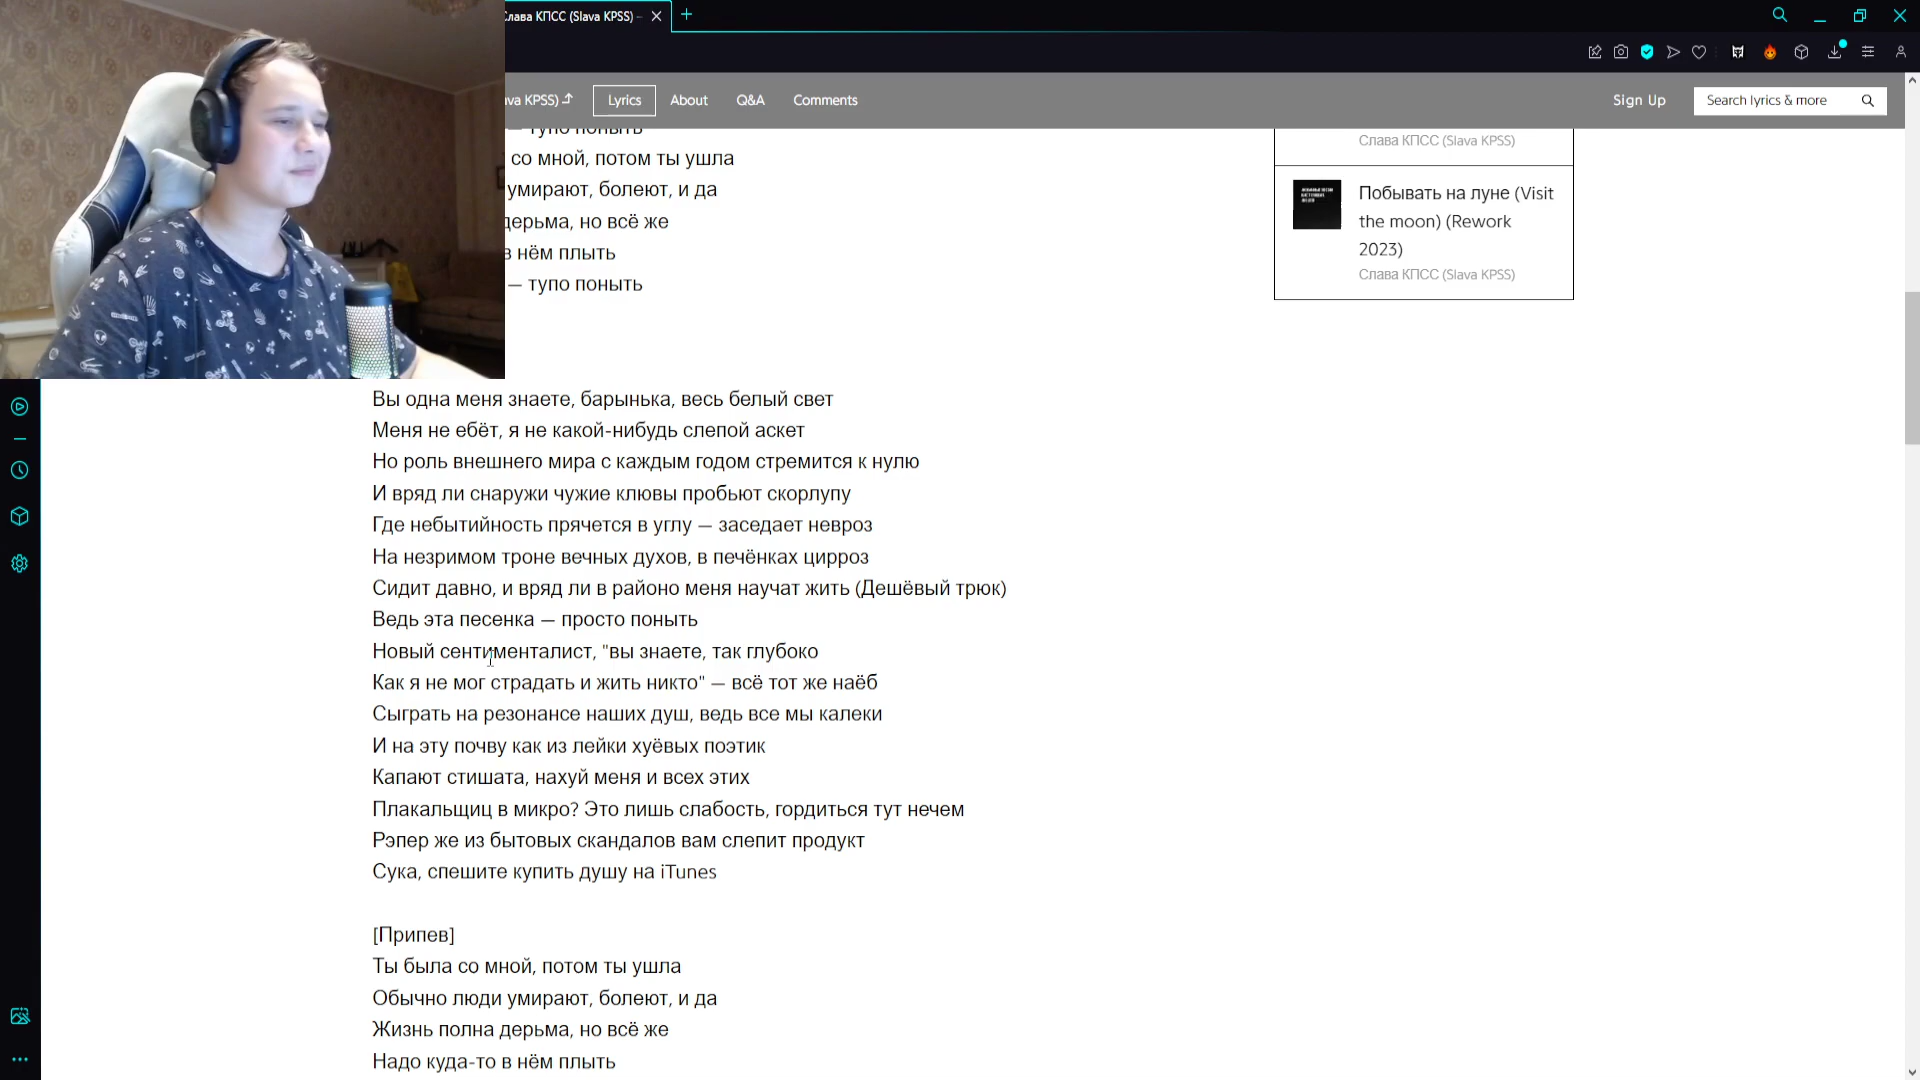 Слава КПСС (Slava KPSS) –
ava KPSS)
Lyrics
About
Q&A
Comments
Sign Up
Search lyrics & more
— тупо поныть
со мной, потом ты ушла
умирают, болеют, и да
дерьма, но всё же
в нём плыть
— тупо поныть
Слава КПСС (Slava KPSS)
Побывать на луне (Visit
the moon) (Rework
2023)
Слава КПСС (Slava KPSS)
Вы одна меня знаете, барынька, весь белый свет
Меня не ебёт, я не какой-нибудь слепой аскет
Но роль внешнего мира с каждым годом стремится к нулю
И вряд ли снаружи чужие клювы пробьют скорлупу
Где небытийность прячется в углу — заседает невроз
На незримом троне вечных духов, в печёнках цирроз
Сидит давно, и вряд ли в районо меня научат жить (Дешёвый трюк)
Ведь эта песенка — просто поныть
Новый сентименталист, "вы знаете, так глубоко
Как я не мог страдать и жить никто" — всё тот же наёб
Сыграть на резонансе наших душ, ведь все мы калеки
И на эту почву как из лейки хуёвых поэтик
Капают стишата, нахуй меня и всех этих
Плакальщиц в микро? Это лишь слабость, гордиться тут нечем
Рэпер же из бытовых скандалов вам слепит продукт
Сука, спешите купить душу на iTunes
[Припев]
Ты была со мной, потом ты ушла
Обычно люди умирают, болеют, и да
Жизнь полна дерьма, но всё же
Надо куда-то в нём плыть